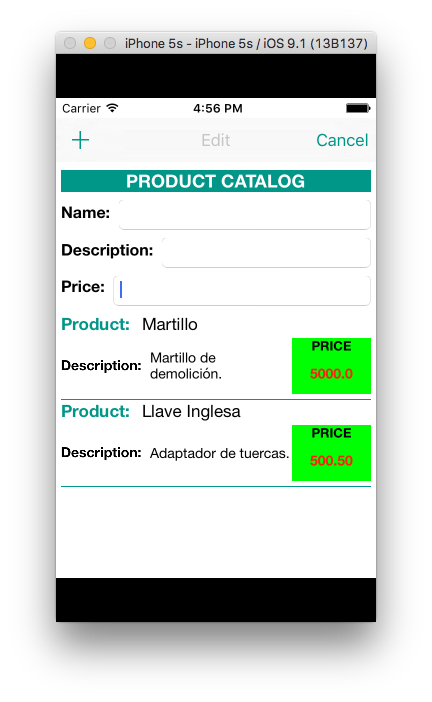 iPhone 5s - iPhone 5s / iOS 9.1 (13B137)
Carrier 4:56 PM
Edit Cancel
PRODUCT CATALOG
Name:
Description:
Price:
Product: Martillo
Description: Martillo de
demolición.
PRICE
5000.0
Product: Llave Inglesa
Description: Adaptador de tuercas.
PRICE
500.50